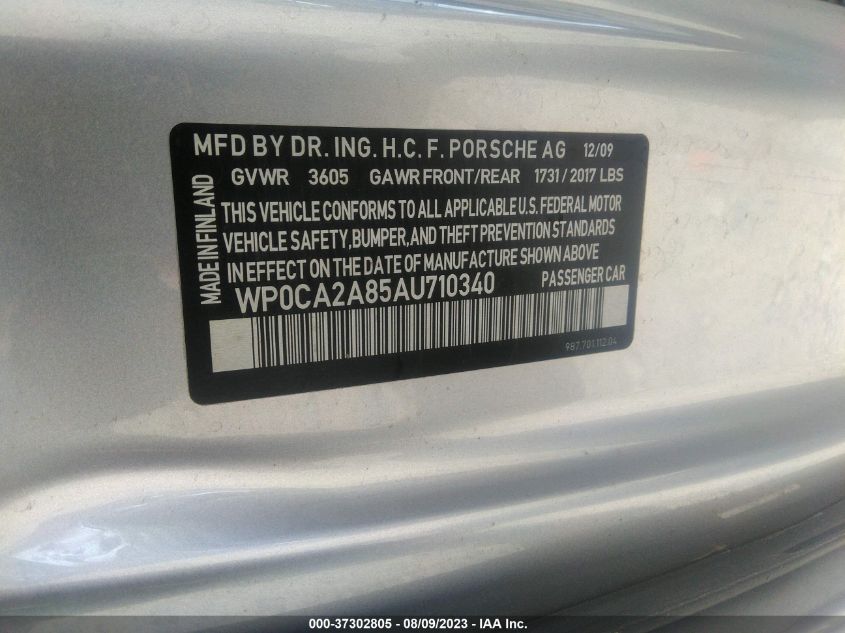 MFD BY DR. ING. H.C. F. PORSCHE AG 12/09
GVWR 3605 GAWR FRONT/REAR 1731/2017 LBS
MADE IN FINLAND
THIS VEHICLE CONFORMS TO ALL APPLICABLE U.S. FEDERAL MOTOR
VEHICLE SAFETY, BUMPER, AND THEFT PREVENTION STANDARDS
IN EFFECT ON THE DATE OF MANUFACTURE SHOWN ABOVE
WP0CA2A85AU710340 PASSENGER CAR
987.701.112.04
000-37302805 - 08/09/2023 - IAA Inc.